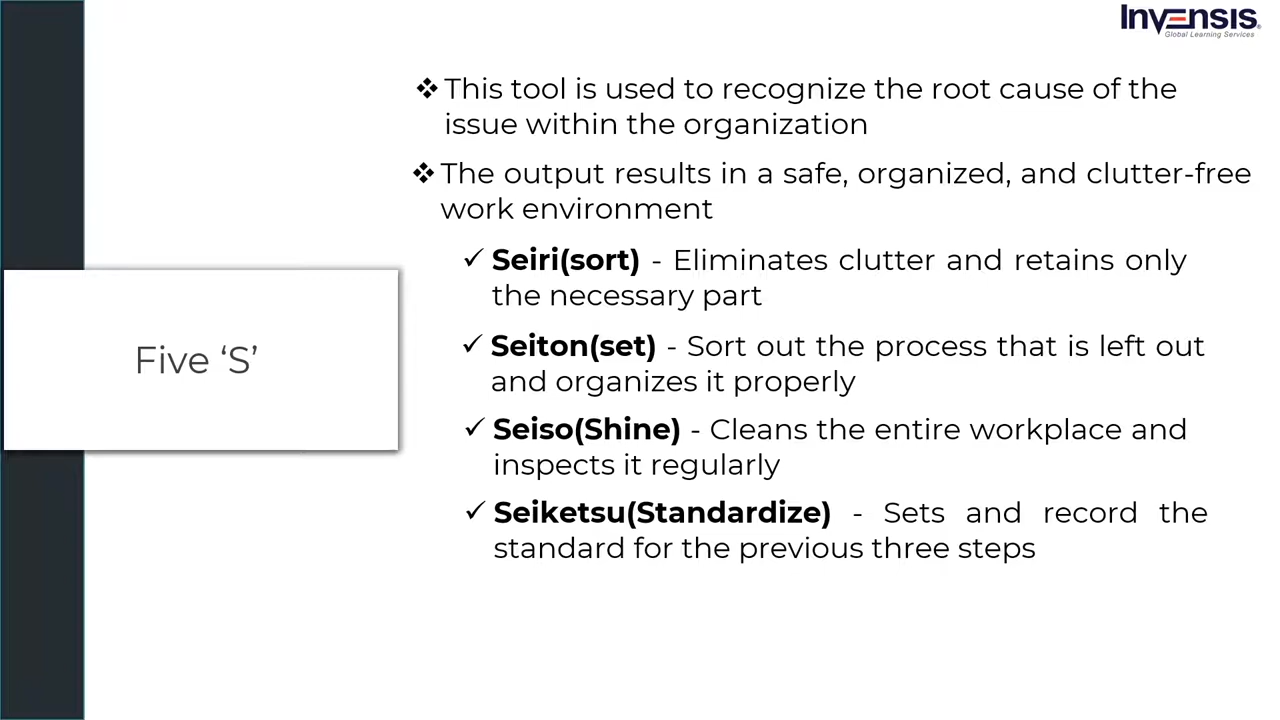 Invensis
Global Learning Services
❖ This tool is used to recognize the root cause of the
issue within the organization
❖ The output results in a safe, organized, and clutter-free
work environment
✓ Seiri(sort) - Eliminates clutter and retains only
the necessary part
Five ‘S’
✓ Seiton(set) - Sort out the process that is left out
and organizes it properly
✓ Seiso(Shine) - Cleans the entire workplace and
inspects it regularly
✓ Seiketsu(Standardize) - Sets and record the
standard for the previous three steps